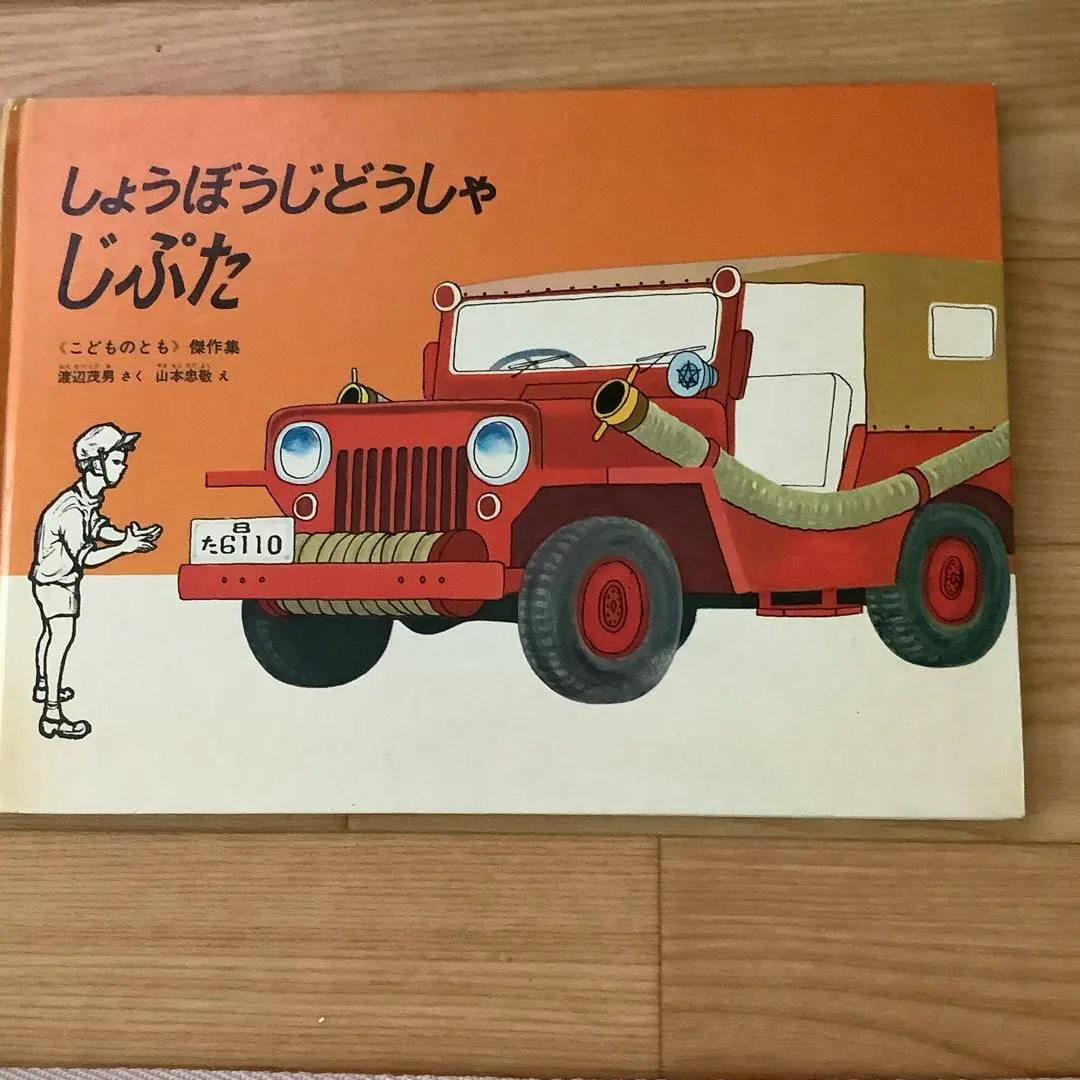 しょうぼうじどうしゃ
じぷた
《こどものとも》傑作集
渡辺茂男 さく 山本忠敬 え
た6110